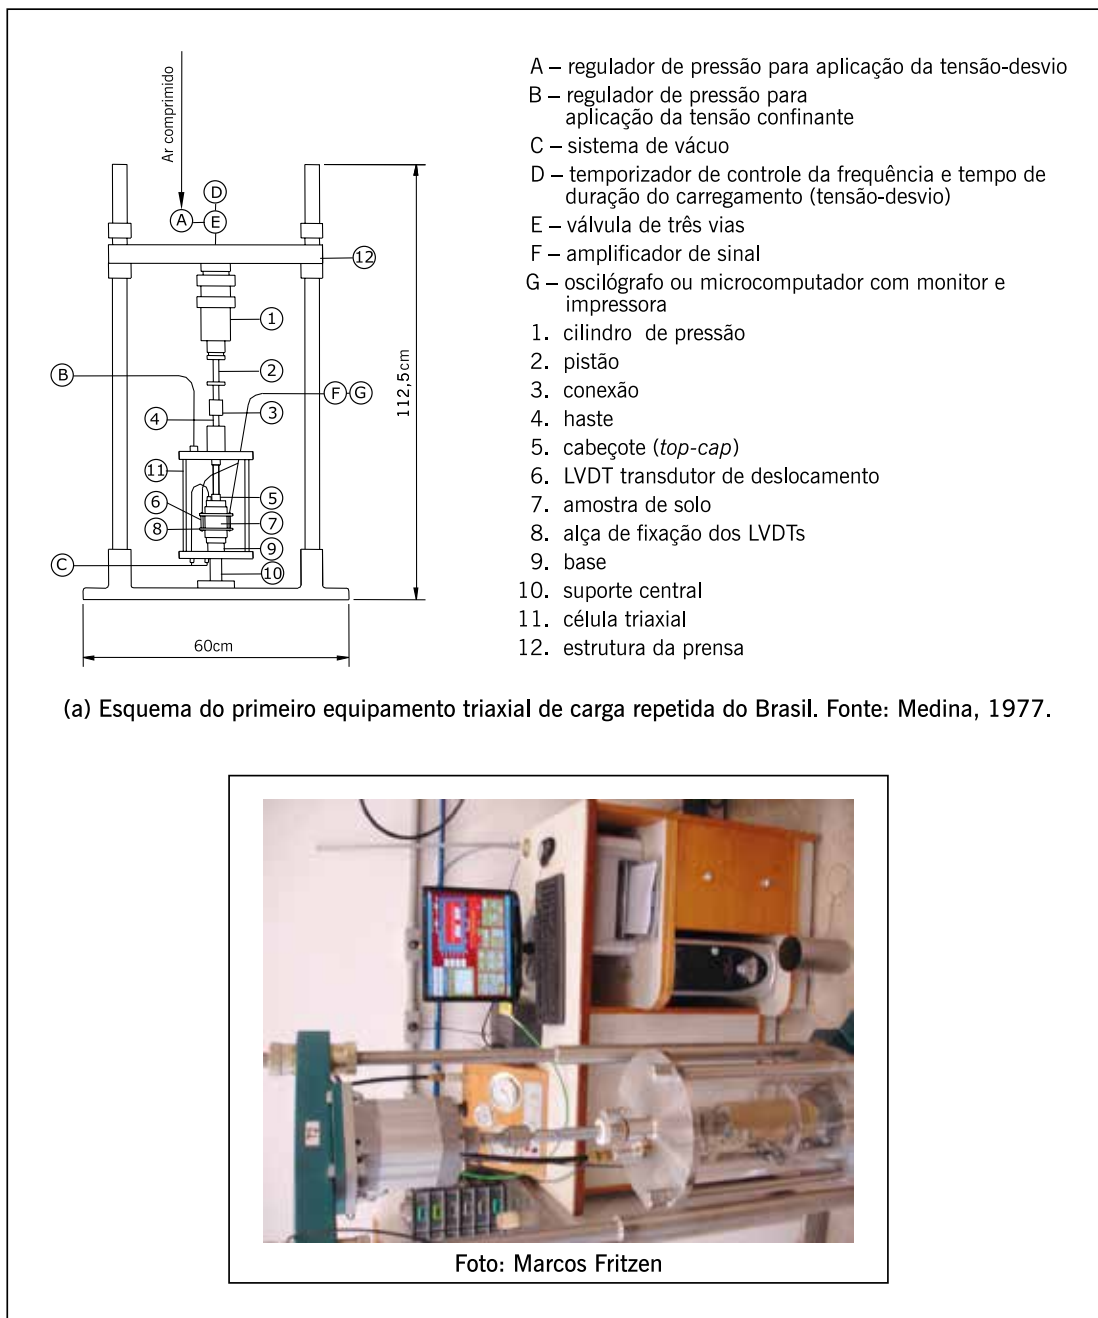 Ar comprimido
D
A
E
12
1
B
2
F
G
4
3
112,5cm
11
5
6
7
8
9
C
10
60cm
A – regulador de pressão para aplicação da tensão-desvio
B – regulador de pressão para
aplicação da tensão confinante
C – sistema de vácuo
D – temporizador de controle da frequência e tempo de
duração do carregamento (tensão-desvio)
E – válvula de três vias
F – amplificador de sinal
G – oscilógrafo ou microcomputador com monitor e
impressora
1. cilindro de pressão
2. pistão
3. conexão
4. haste
5. cabeçote (top-cap)
6. LVDT transdutor de deslocamento
7. amostra de solo
8. alça de fixação dos LVDTs
9. base
10. suporte central
11. célula triaxial
12. estrutura da prensa
(a) Esquema do primeiro equipamento triaxial de carga repetida do Brasil. Fonte: Medina, 1977.
Foto: Marcos Fritzen